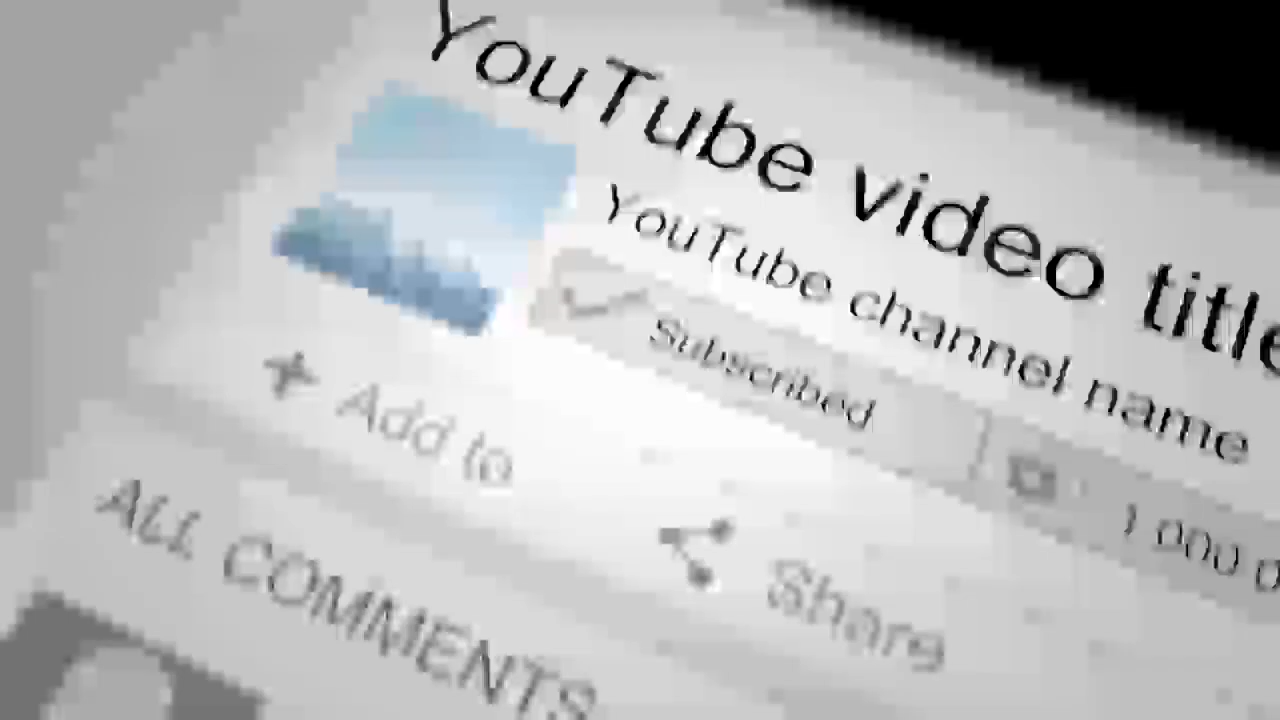 YouTube video title
YouTube channel name
Subscribed
+ Add to
Share
ALL COMMENTS